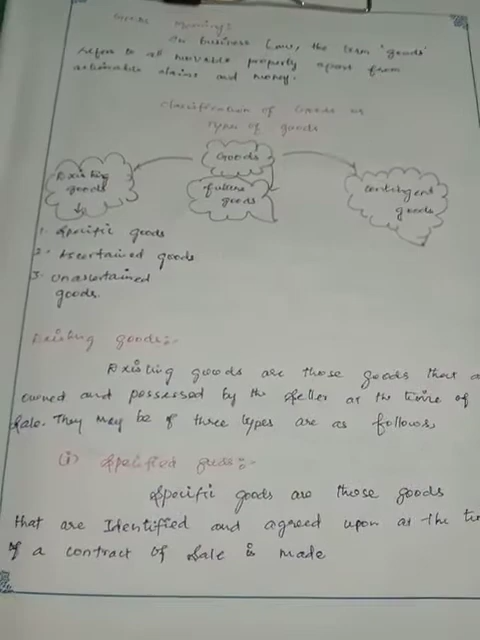 Goods Meaning:
In business Law, the term "goods"
refers to all movable property apart from
actionable claims and money.
Classification of Goods or
Types of goods
Goods
Existing
goods
future
goods
contingent
goods
1. Specific goods
2. Ascertained goods
3. Unascertained
goods.
Existing goods:-
Existing goods are those goods that a
owned and possessed by the seller at the time of
sale. They may be of three types are as follows,
(i) Specified goods:-
Specific goods are those goods
that are Identified and agreed upon at the ti
of a contract of sale is made